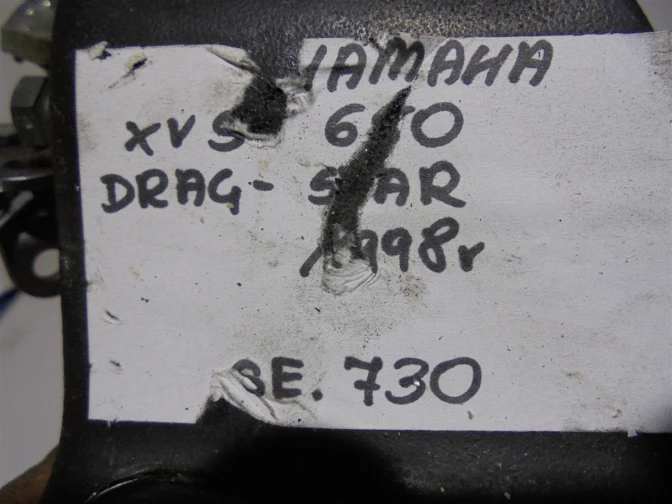 YAMAHA
XVS 650
DRAG-STAR
1998r
SE. 730